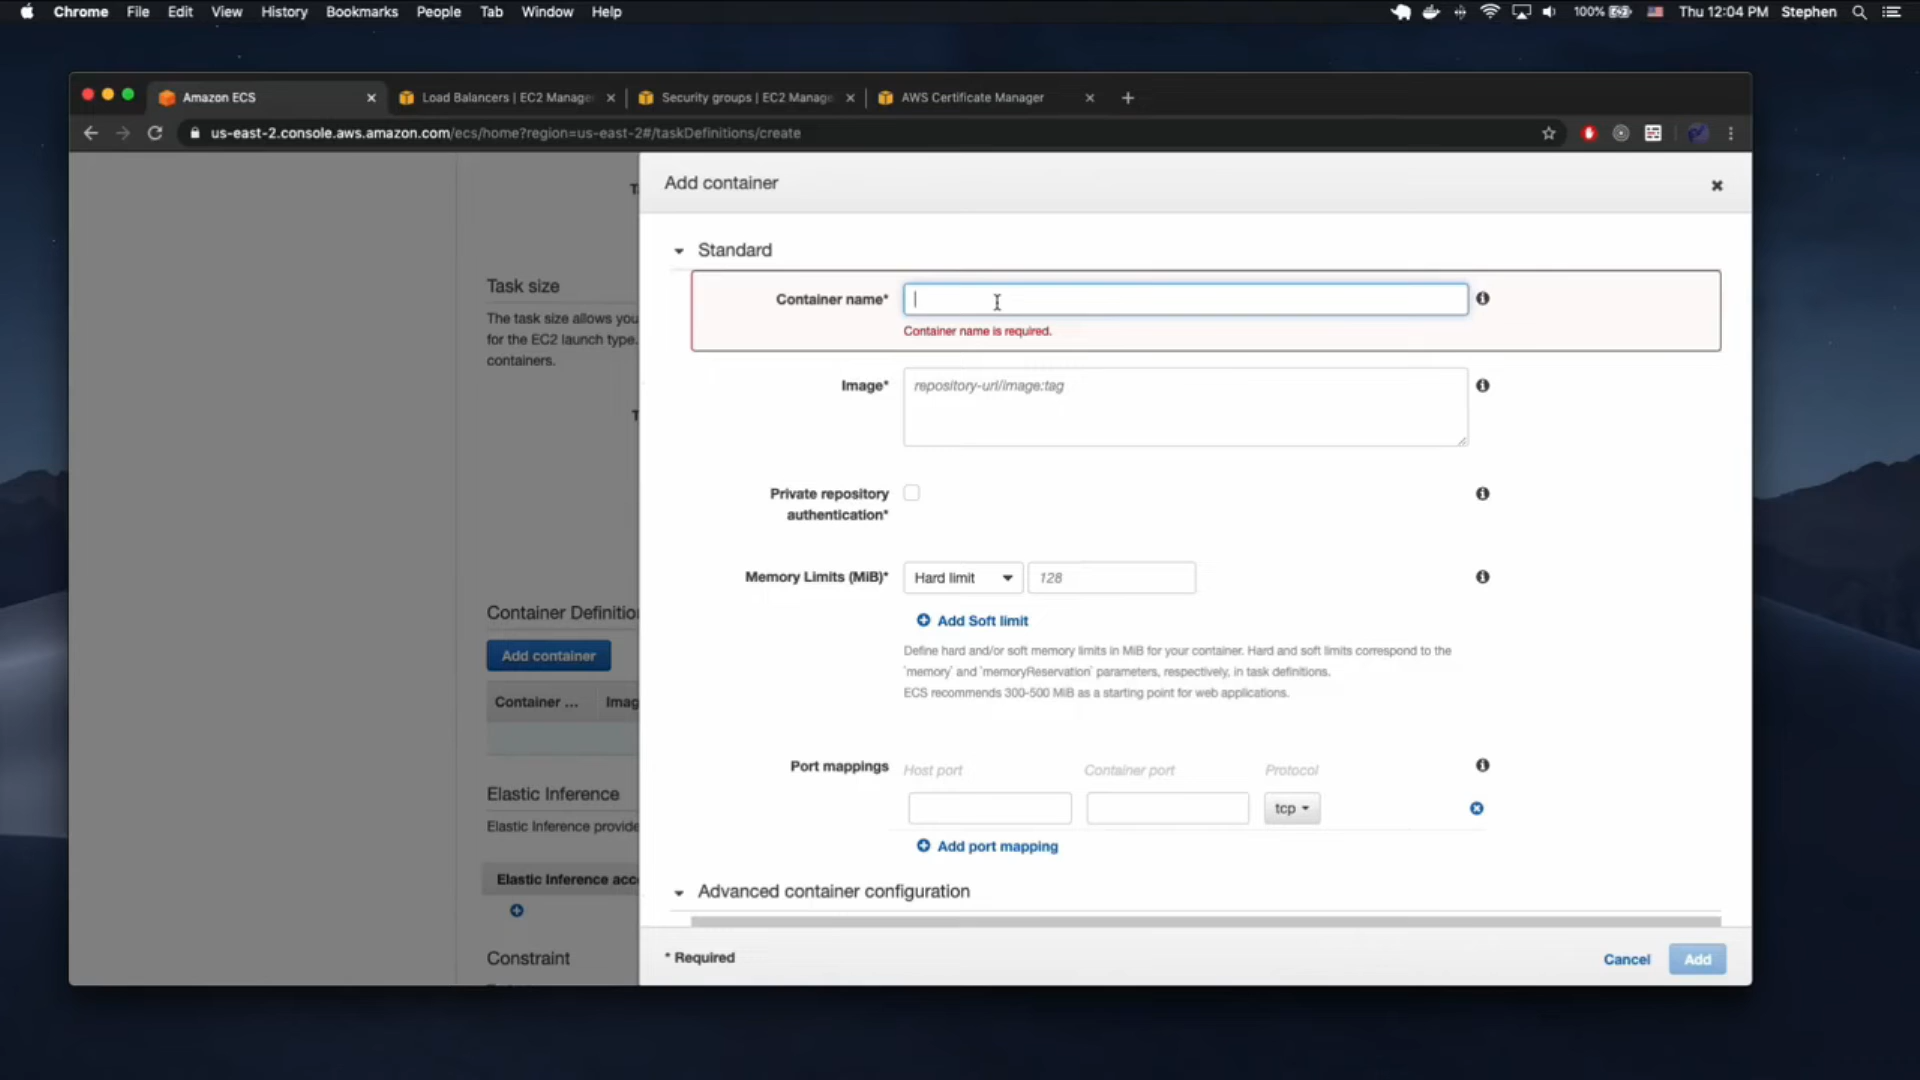 Chrome File Edit View History Bookmarks People Tab Window Help 100% Thu 12:04 PM Stephen
Amazon ECS Load Balancers | EC2 Manage Security groups | EC2 Manag AWS Certificate Manager
us-east-2.console.aws.amazon.com/ecs/home?region=us-east-2#/taskDefinitions/create
Add container
Standard
Container name*
Container name is required.
Image* repository-url/image:tag
Private repository
authentication*
Memory Limits (MiB)* Hard limit 128
Add Soft limit
Define hard and/or soft memory limits in MiB for your container. Hard and soft limits correspond to the
`memory` and `memoryReservation` parameters, respectively, in task definitions.
ECS recommends 300-500 MiB as a starting point for web applications.
Port mappings Host port Container port Protocol
tcp
Add port mapping
Advanced container configuration
* Required Cancel Add
Task size
The task size allows you
for the EC2 launch type.
containers.
Container Definitio
Add container
Container ... Imag
Elastic Inference
Elastic Inference provide
Elastic Inference acc
Constraint